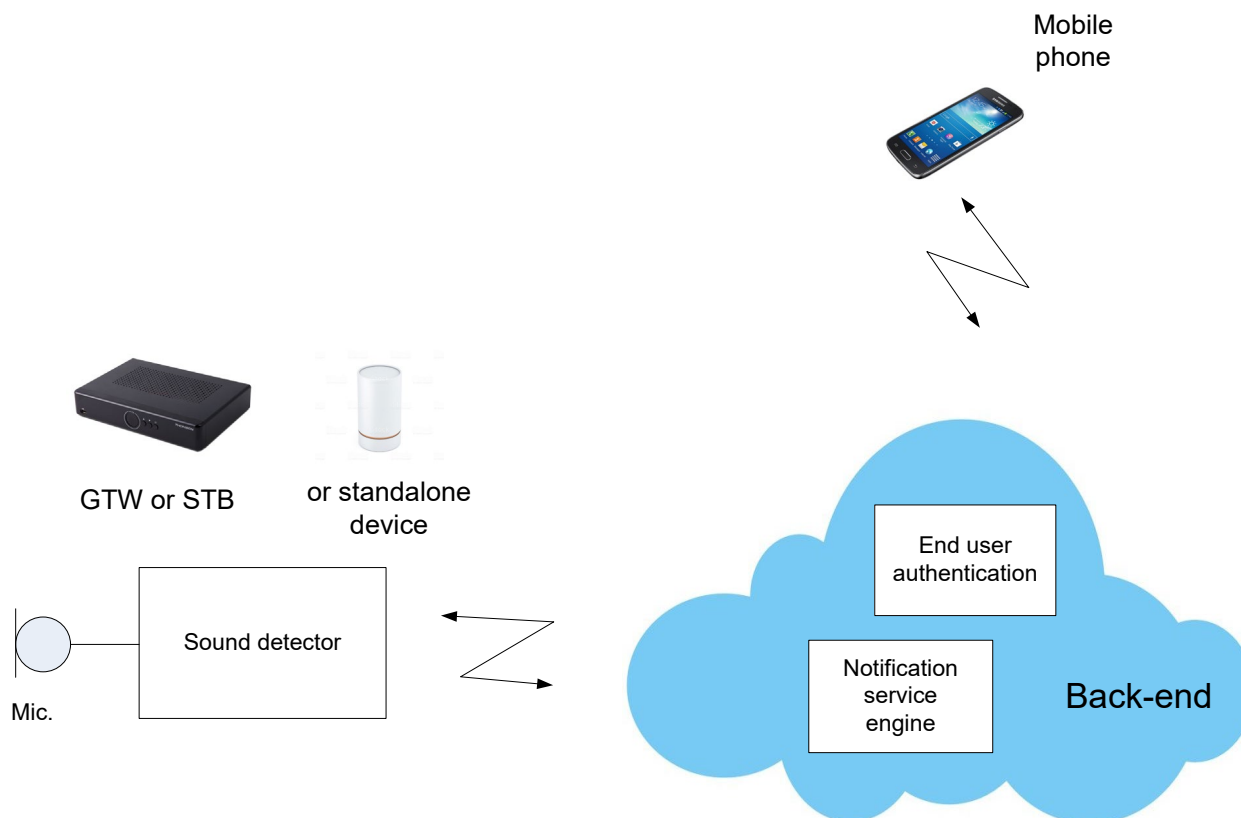 Mobile
phone
GTW or STB
or standalone
device
End user
authentication
Sound detector
Notification
service
engine
Back-end
Mic.